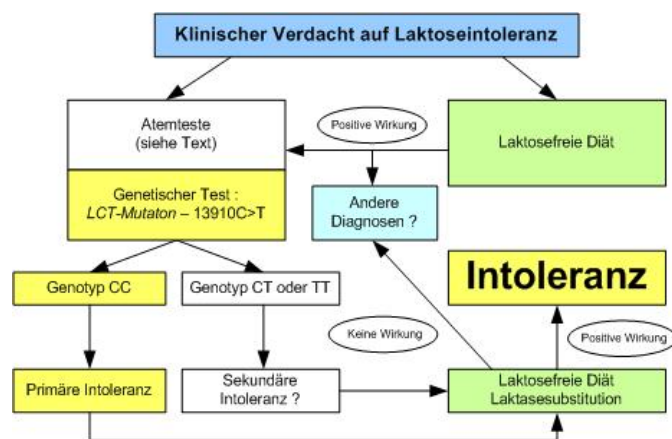 Klinischer Verdacht auf Laktoseintoleranz
Atemteste
(siehe Text)
Positive Wirkung
Laktosefreie Diät
Genetischer Test :
LCT-Mutaton – 13910C>T
Andere
Diagnosen ?
Genotyp CC
Genotyp CT oder TT
Intoleranz
Keine Wirkung
Positive Wirkung
Primäre Intoleranz
Sekundäre
Intoleranz ?
Laktosefreie Diät
Laktasesubstitution